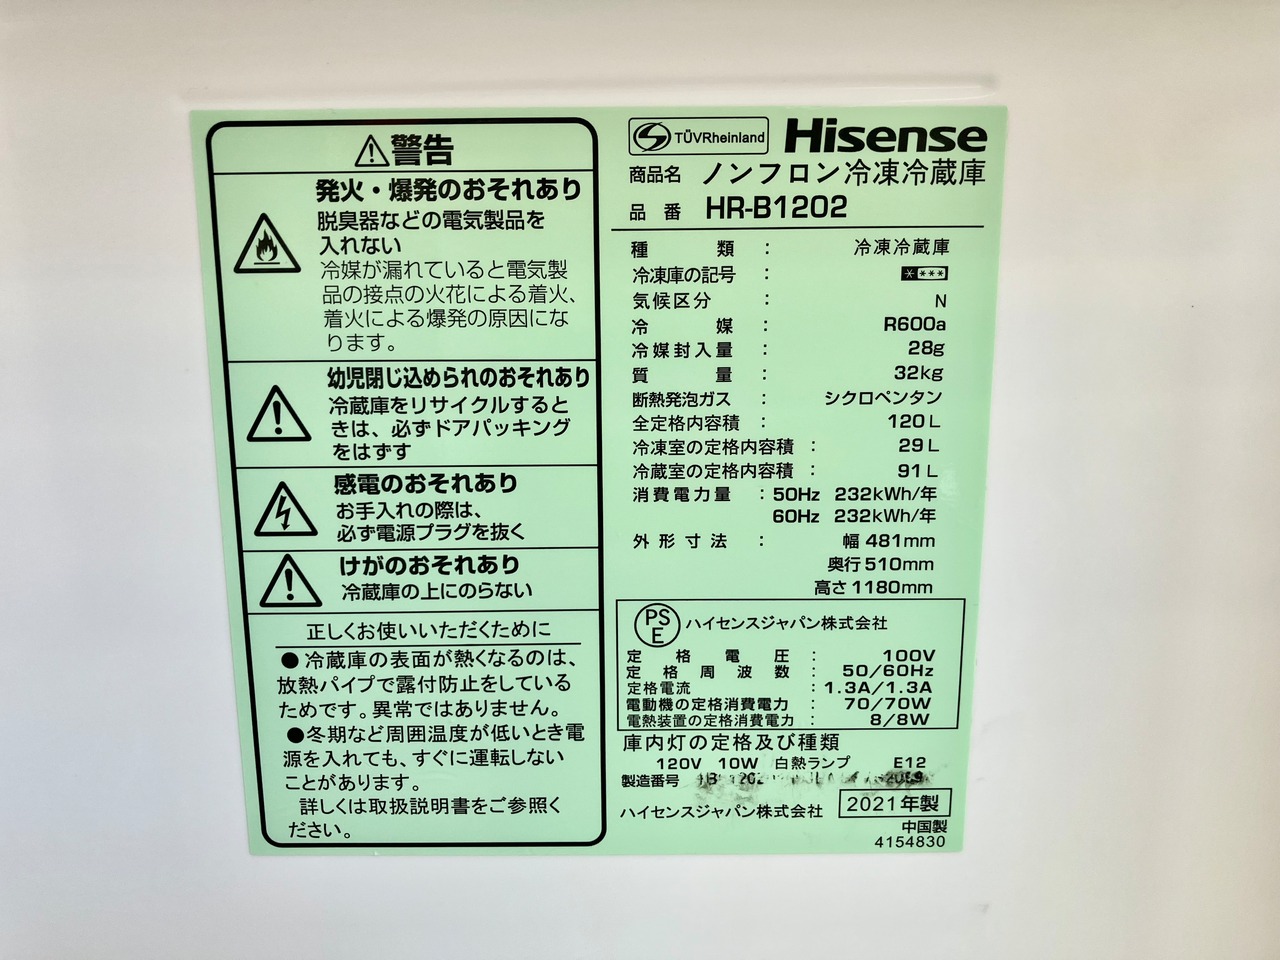 警告
発火・爆発のおそれあり
脱臭器などの電気製品を
入れない
冷媒が漏れていると電気製
品の接点の火花による着火、
着火による爆発の原因にな
ります。
幼児閉じ込められのおそれあり
冷蔵庫をリサイクルすると
きは、必ずドアパッキング
をはずす
感電のおそれあり
お手入れの際は、
必ず電源プラグを抜く
けがのおそれあり
冷蔵庫の上にのらない
正しくお使いいただくために
●冷蔵庫の表面が熱くなるのは、
放熱パイプで露付防止をしている
ためです。異常ではありません。
●冬期など周囲温度が低いとき電
源を入れても、すぐに運転しない
ことがあります。
詳しくは取扱説明書をご参照く
ださい。
TÜVRheinland Hisense
商品名 ノンフロン冷凍冷蔵庫
品番 HR-B1202
種類 : 冷凍冷蔵庫
冷凍庫の記号 : ****
気候区分 : N
冷媒 : R600a
冷媒封入量 : 28g
質量 : 32kg
断熱発泡ガス : シクロペンタン
全定格内容積 : 120L
冷凍室の定格内容積 : 29L
冷蔵室の定格内容積 : 91L
消費電力量 : 50Hz 232kWh/年
60Hz 232kWh/年
外形寸法 : 幅481mm
奥行510mm
高さ1180mm
PSE ハイセンスジャパン株式会社
定格電圧 : 100V
定格周波数 : 50/60Hz
定格電流 : 1.3A/1.3A
電動機の定格消費電力 : 70/70W
電熱装置の定格消費電力 : 8/8W
庫内灯の定格及び種類
120V 10W 白熱ランプ E12
製造番号
ハイセンスジャパン株式会社 2021年製
中国製
4154830